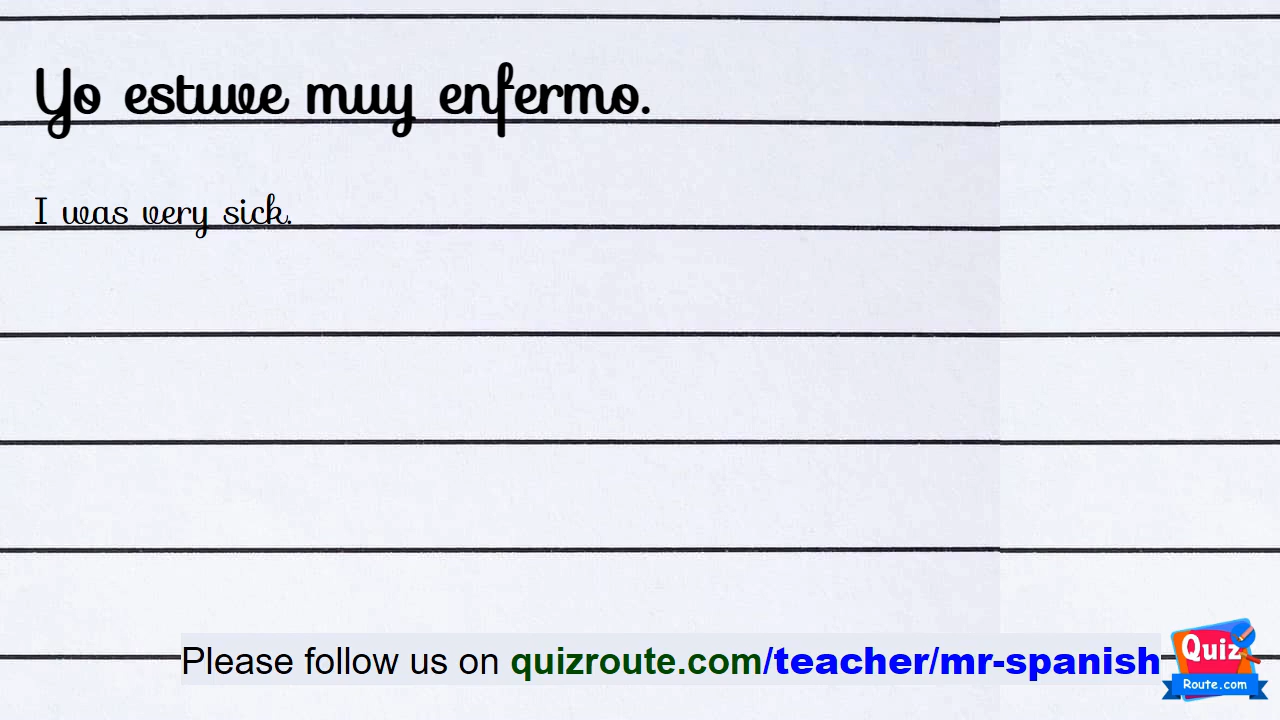 Yo estuve muy enfermo.
I was very sick.
Please follow us on quizroute.com/teacher/mr-spanish
Quiz
Route.com